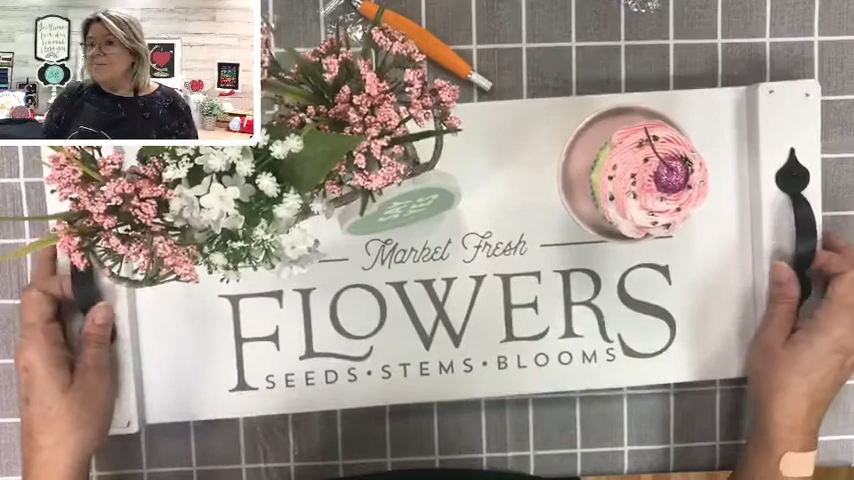 SAY
YES
Market Fresh
FLOWERS
SEEDS • STEMS • BLOOMS